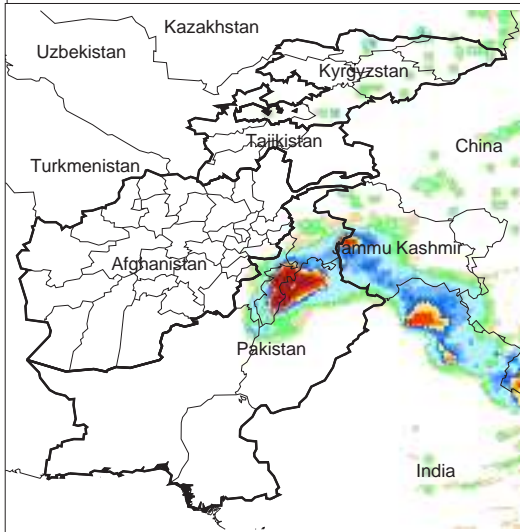 Kazakhstan
Uzbekistan
Kyrgyzstan
Tajikistan
China
Turkmenistan
Jammu Kashmir
Afghanistan
Pakistan
India